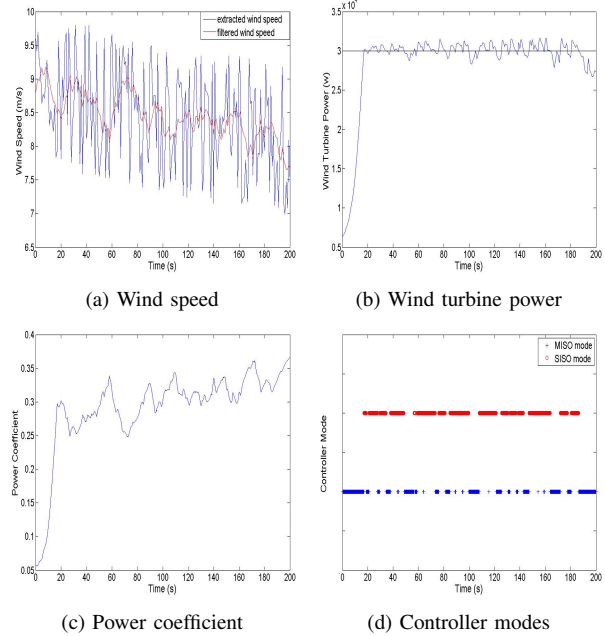 extracted wind speed
filtered wind speed
Wind Speed (m/s)
10
9.5
9
8.5
8
7.5
7
6.5
0 20 40 60 80 100 120 140 160 180 200
Time (s)
(a) Wind speed
x 10⁷
Wind Turbine Power (w)
3.5
3
2.5
2
1.5
1
0.5
0 20 40 60 80 100 120 140 160 180 200
Time (s)
(b) Wind turbine power
Power Coefficient
0.4
0.35
0.3
0.25
0.2
0.15
0.1
0.05
0 20 40 60 80 100 120 140 160 180 200
Time (s)
(c) Power coefficient
MISO mode
SISO mode
Controller Mode
0 20 40 60 80 100 120 140 160 180 200
Time (s)
(d) Controller modes